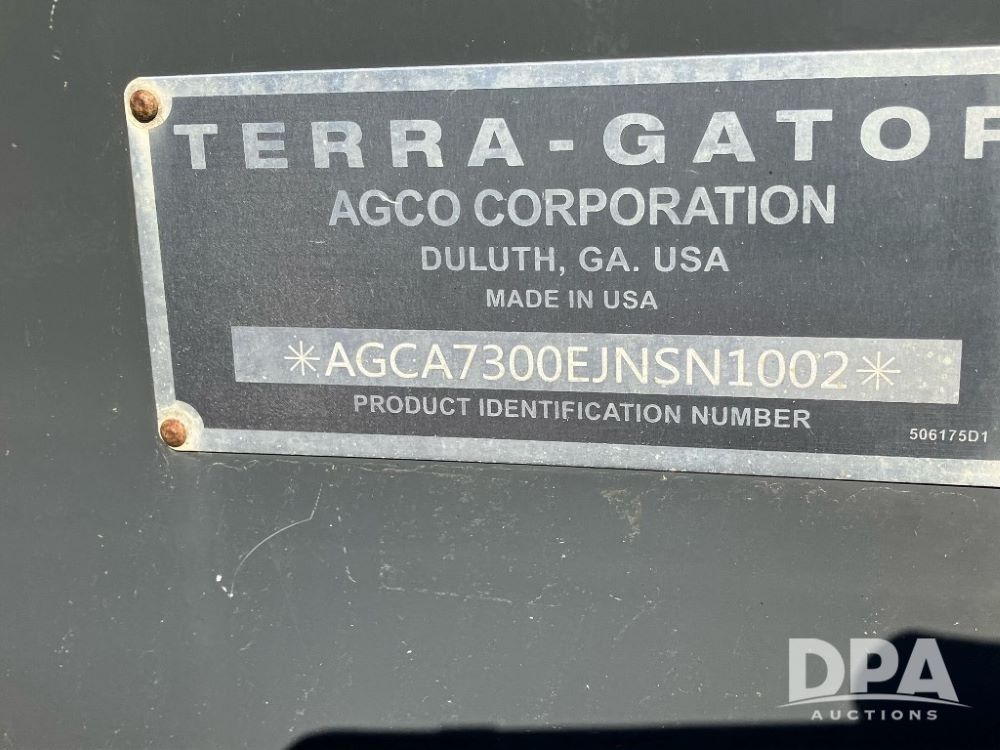 TERRA-GATOR
AGCO CORPORATION
DULUTH, GA. USA
MADE IN USA
*AGCA7300EJNSN1002*
PRODUCT IDENTIFICATION NUMBER
506175D1
DPA
AUCTIONS